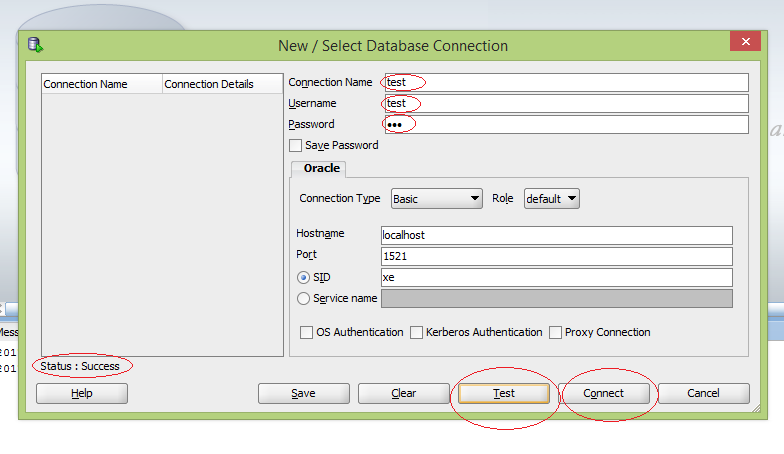 New / Select Database Connection
Connection Name Connection Details
Connection Name test
Username test
Password •••
Save Password
Oracle
Connection Type Basic Role default
Hostname localhost
Port 1521
SID xe
Service name
OS Authentication Kerberos Authentication Proxy Connection
Status : Success
Help Save Clear Test Connect Cancel